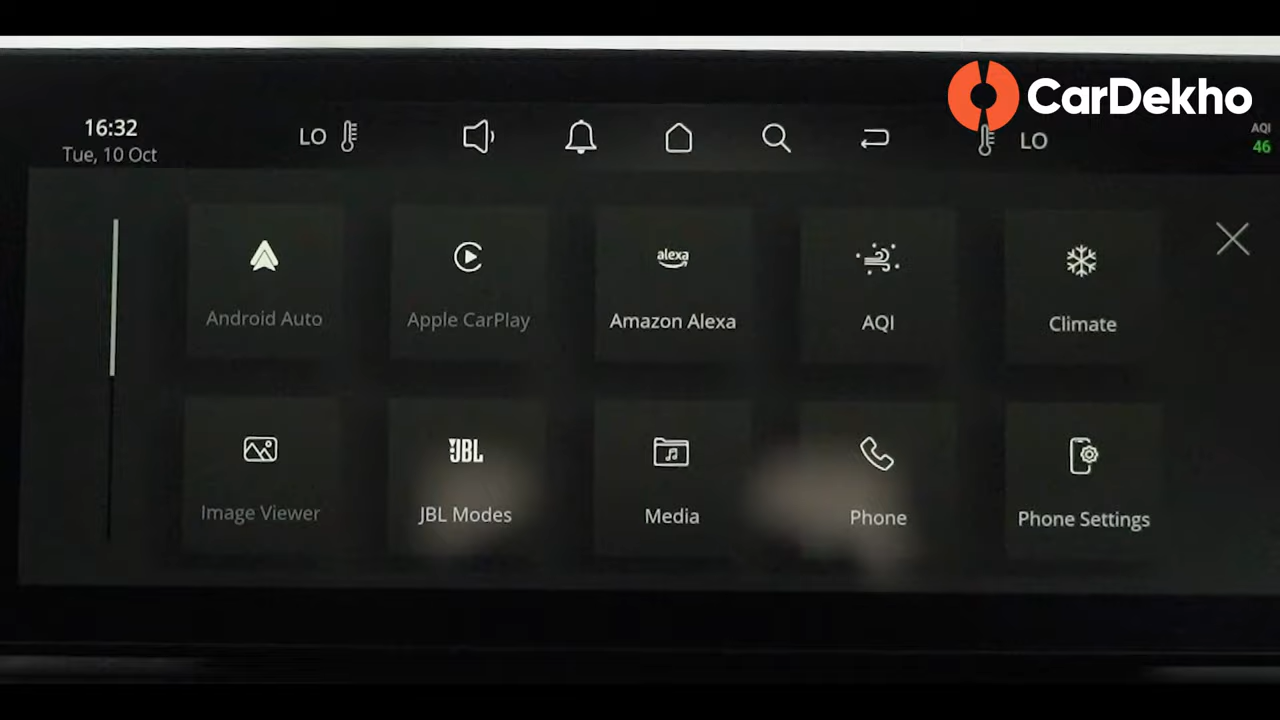 CarDekho
16:32
Tue, 10 Oct
LO
LO
AQI
46
Android Auto
Apple CarPlay
alexa
Amazon Alexa
AQI
Climate
Image Viewer
JBL
JBL Modes
Media
Phone
Phone Settings